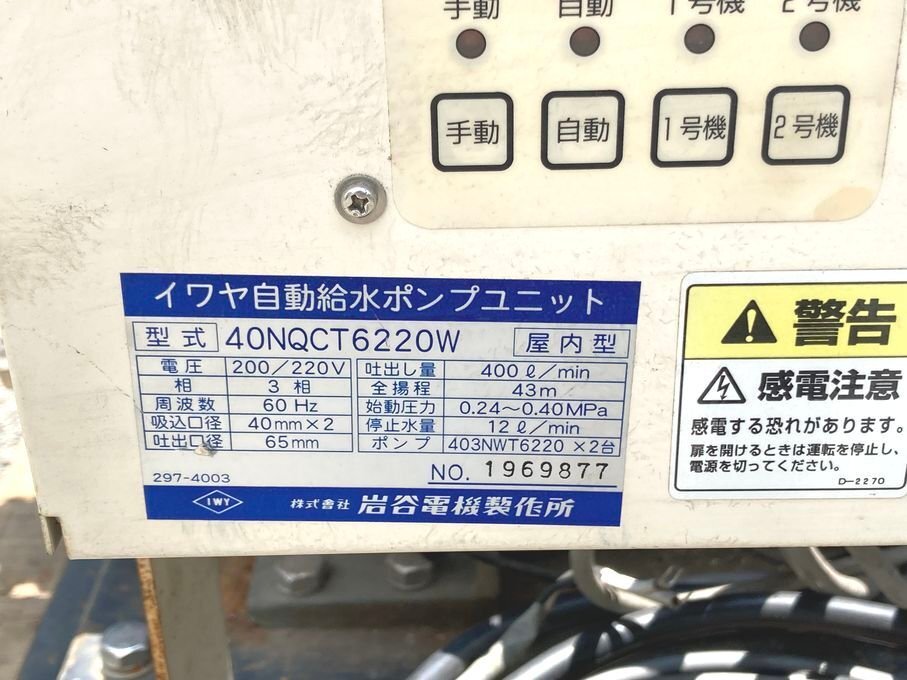 手動 自動 1号機 2号機
手動 自動 1号機 2号機
イワヤ自動給水ポンプユニット
型式 40NQCT6220W 屋内型
電圧 200/220V 吐出し量 400ℓ/min
相 3相 全揚程 43m
周波数 60Hz 始動圧力 0.24〜0.40MPa
吸込口径 40mm×2 停止水量 12ℓ/min
吐出口径 65mm ポンプ 403NWT6220×2台
297-4003 NO. 1969877
IWY 株式會社 岩谷電機製作所
警告
感電注意
感電する恐れがあります。
扉を開けるときは運転を停止し、
電源を切ってください。
D-2270